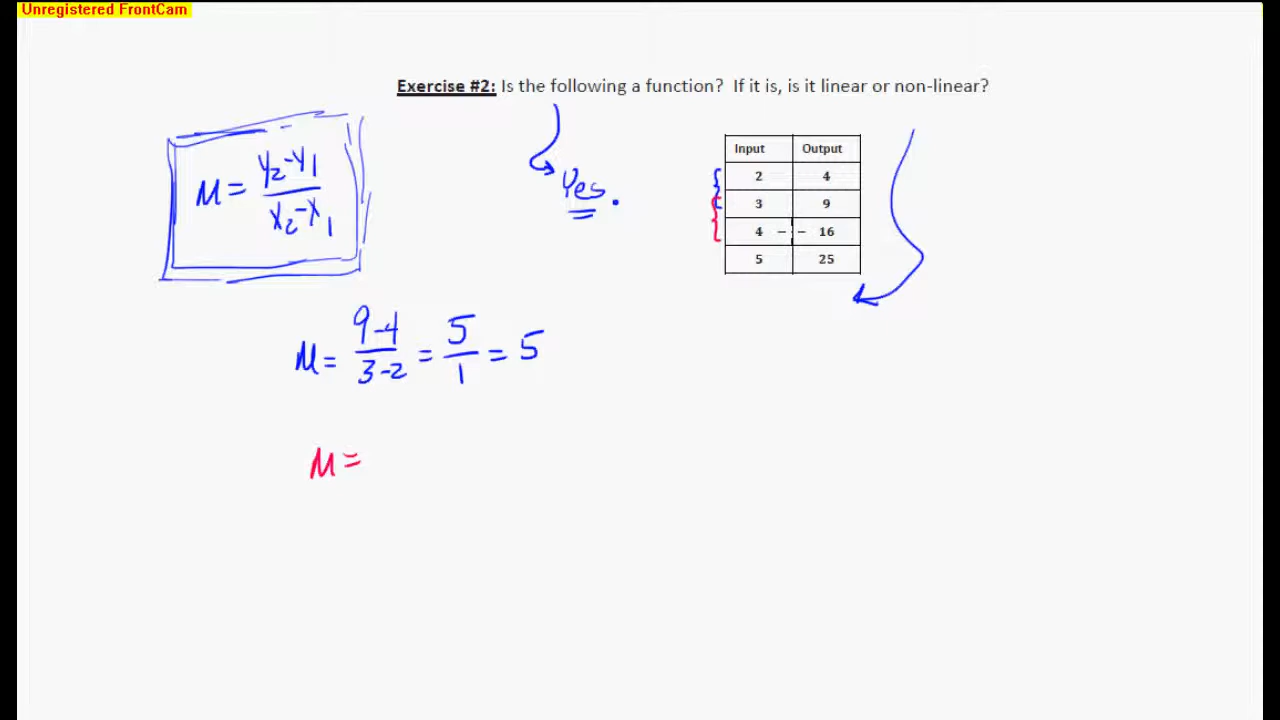 Unregistered FrontCam
Exercise #2: Is the following a function? If it is, is it linear or non-linear?
M = y2-y1 / x2-x1
Yes.
Input Output
2 4
3 9
4 - - 16
5 25
M = 9-4 / 3-2 = 5 / 1 = 5
M =